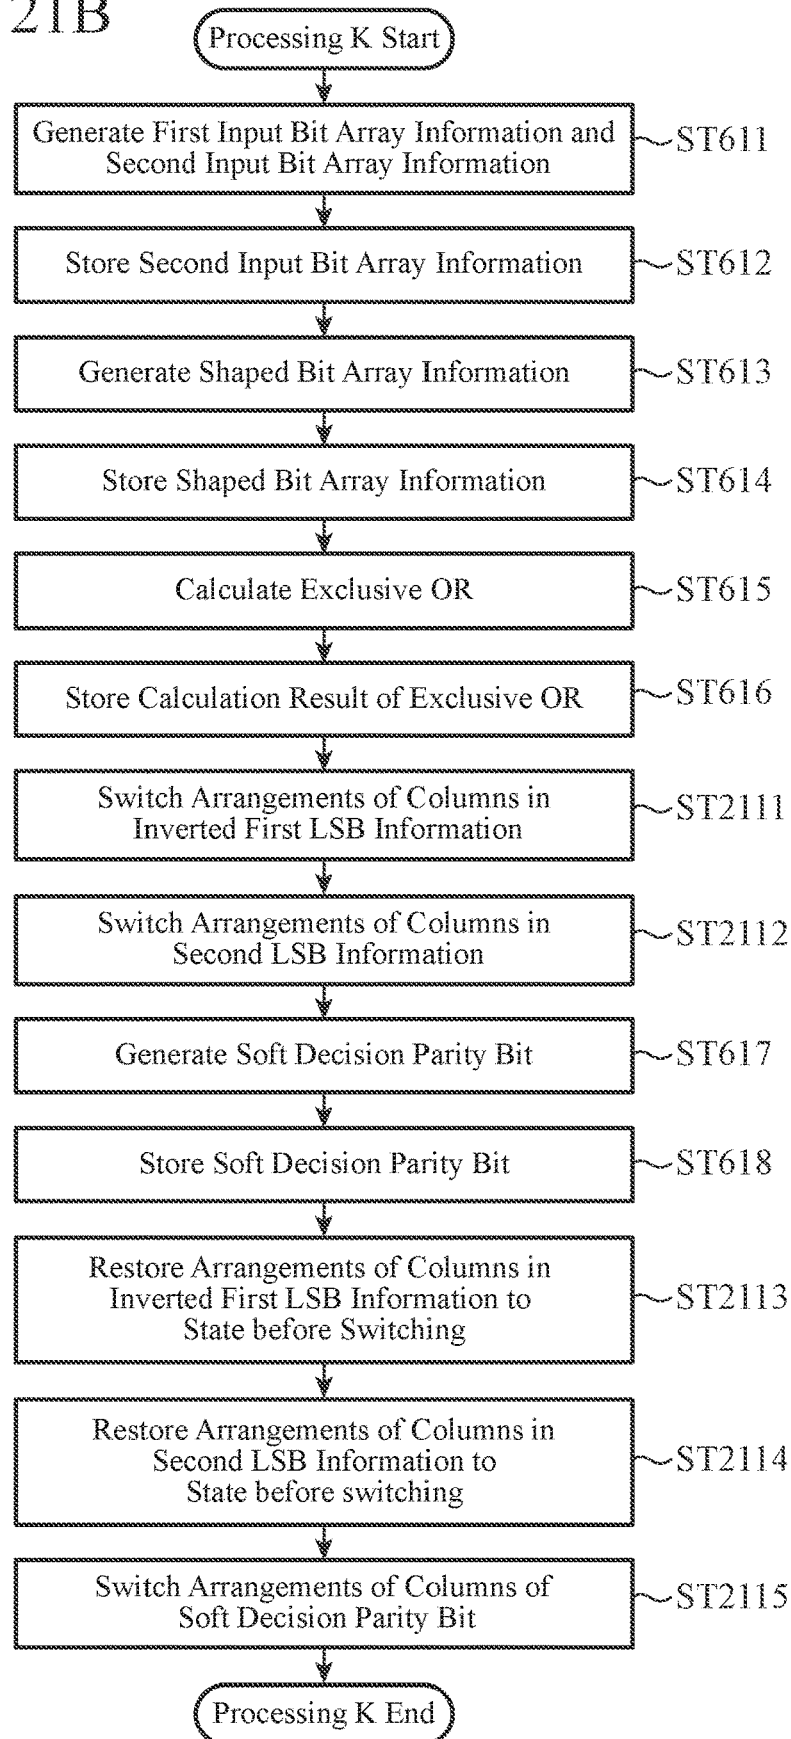 21B
Processing K Start
Generate First Input Bit Array Information and
Second Input Bit Array Information
ST611
Store Second Input Bit Array Information
ST612
Generate Shaped Bit Array Information
ST613
Store Shaped Bit Array Information
ST614
Calculate Exclusive OR
ST615
Store Calculation Result of Exclusive OR
ST616
Switch Arrangements of Columns in
Inverted First LSB Information
ST2111
Switch Arrangements of Columns in
Second LSB Information
ST2112
Generate Soft Decision Parity Bit
ST617
Store Soft Decision Parity Bit
ST618
Restore Arrangements of Columns in
Inverted First LSB Information to
State before Switching
ST2113
Restore Arrangements of Columns in
Second LSB Information to
State before switching
ST2114
Switch Arrangements of Columns of
Soft Decision Parity Bit
ST2115
Processing K End